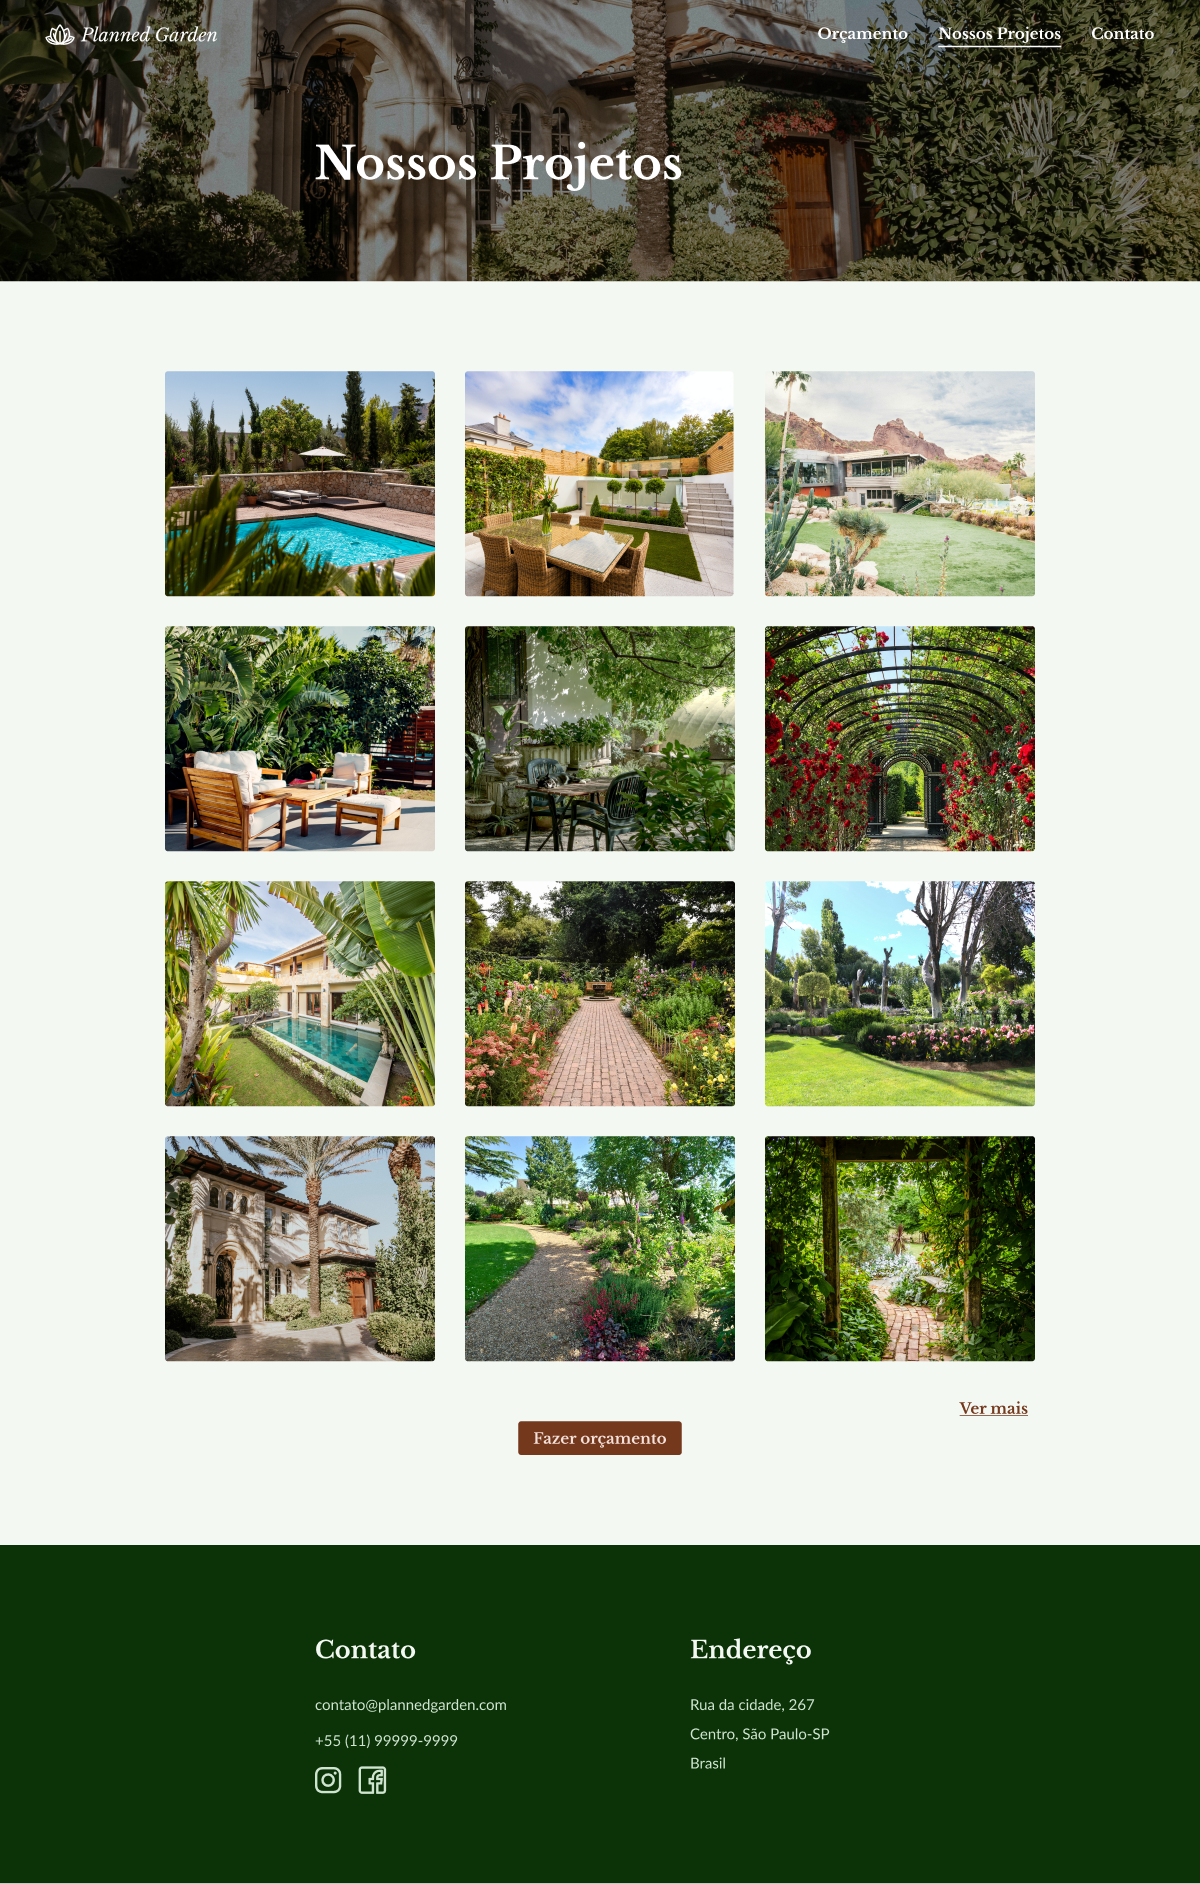 Planned Garden
Orçamento
Nossos Projetos
Contato
Nossos Projetos
Ver mais
Fazer orçamento
Contato
contato@plannedgarden.com
+55 (11) 99999-9999
Endereço
Rua da cidade, 267
Centro, São Paulo-SP
Brasil